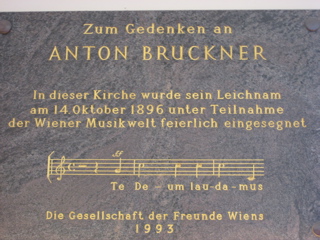 Zum Gedenken an
ANTON BRUCKNER
In dieser Kirche wurde sein Leichnam
am 14.Oktober 1896 unter Teilnahme
der Wiener Musikwelt feierlich eingesegnet
ff
Te De - um lau-da-mus
Die Gesellschaft der Freunde Wiens
1993